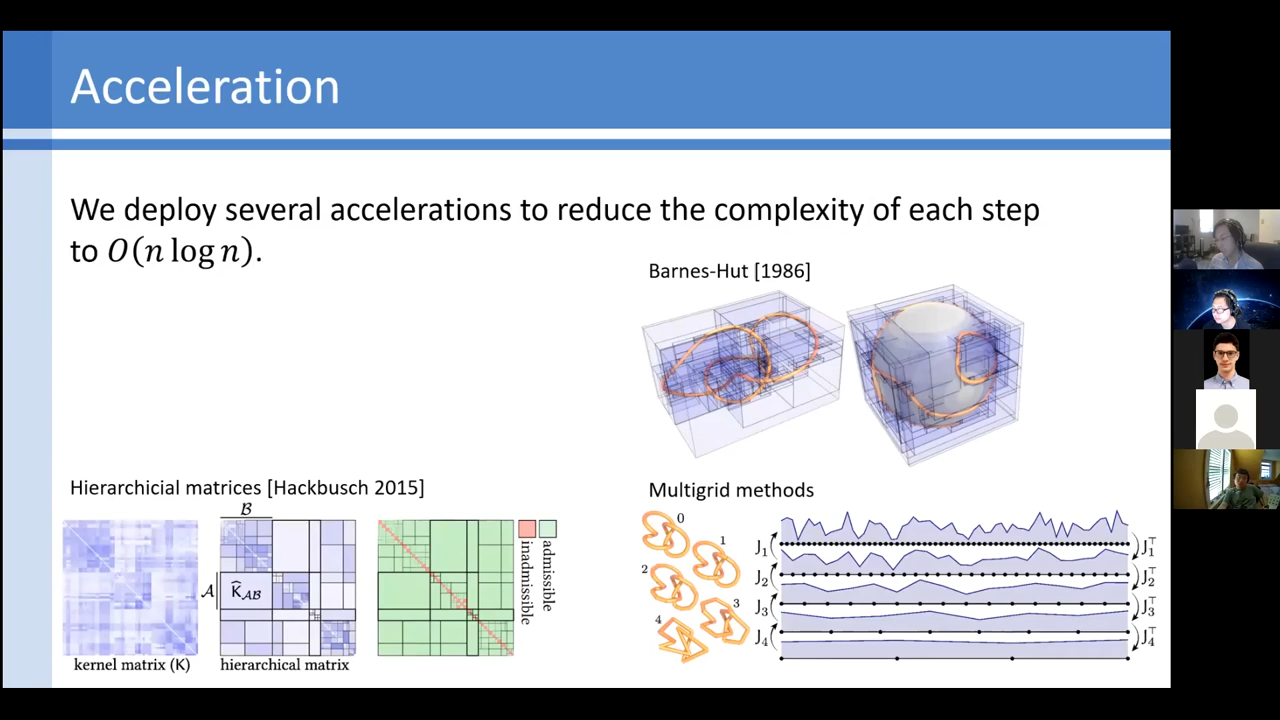 Acceleration
We deploy several accelerations to reduce the complexity of each step
to O(n log n).
Barnes-Hut [1986]
Hierarchicial matrices [Hackbusch 2015]
ℬ
𝒜
K̂𝒜ℬ
inadmissible
admissible
kernel matrix (K)
hierarchical matrix
Multigrid methods
0
1
2
3
4
J₁
J₂
J₃
J₄
J₁ᵀ
J₂ᵀ
J₃ᵀ
J₄ᵀ